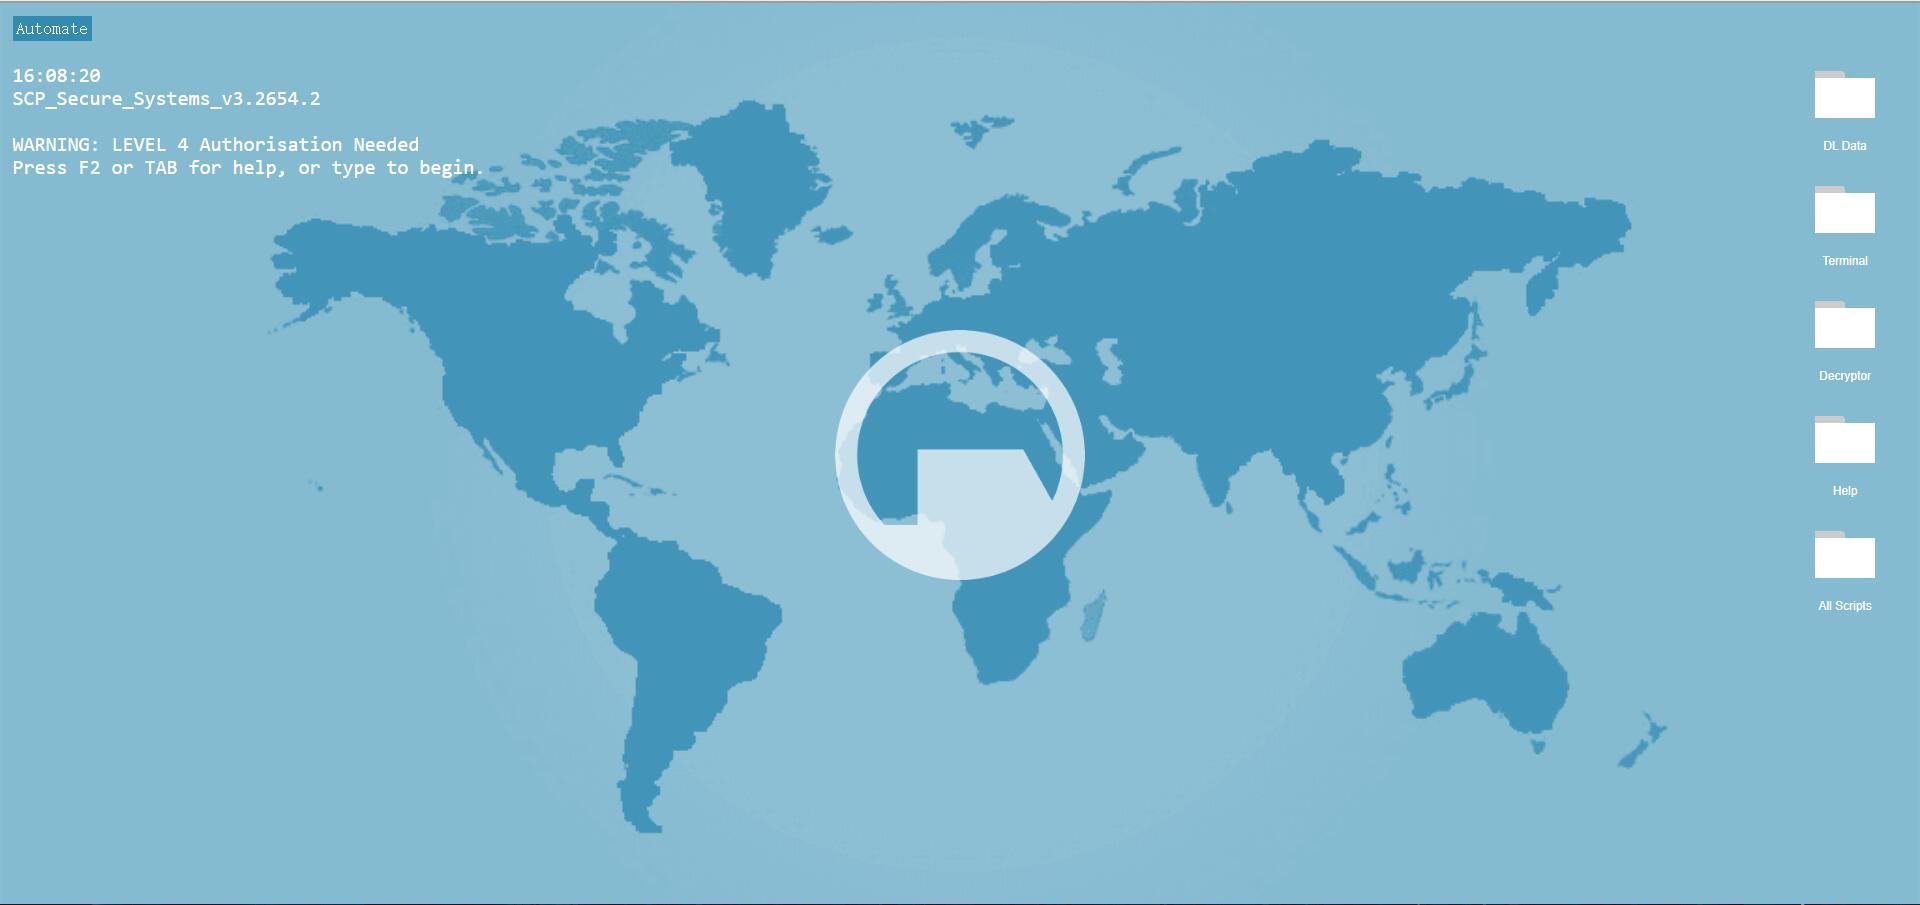 Automate
16:08:20
SCP_Secure_Systems_v3.2654.2
WARNING: LEVEL 4 Authorisation Needed
Press F2 or TAB for help, or type to begin.
DL Data
Terminal
Decryptor
Help
All Scripts